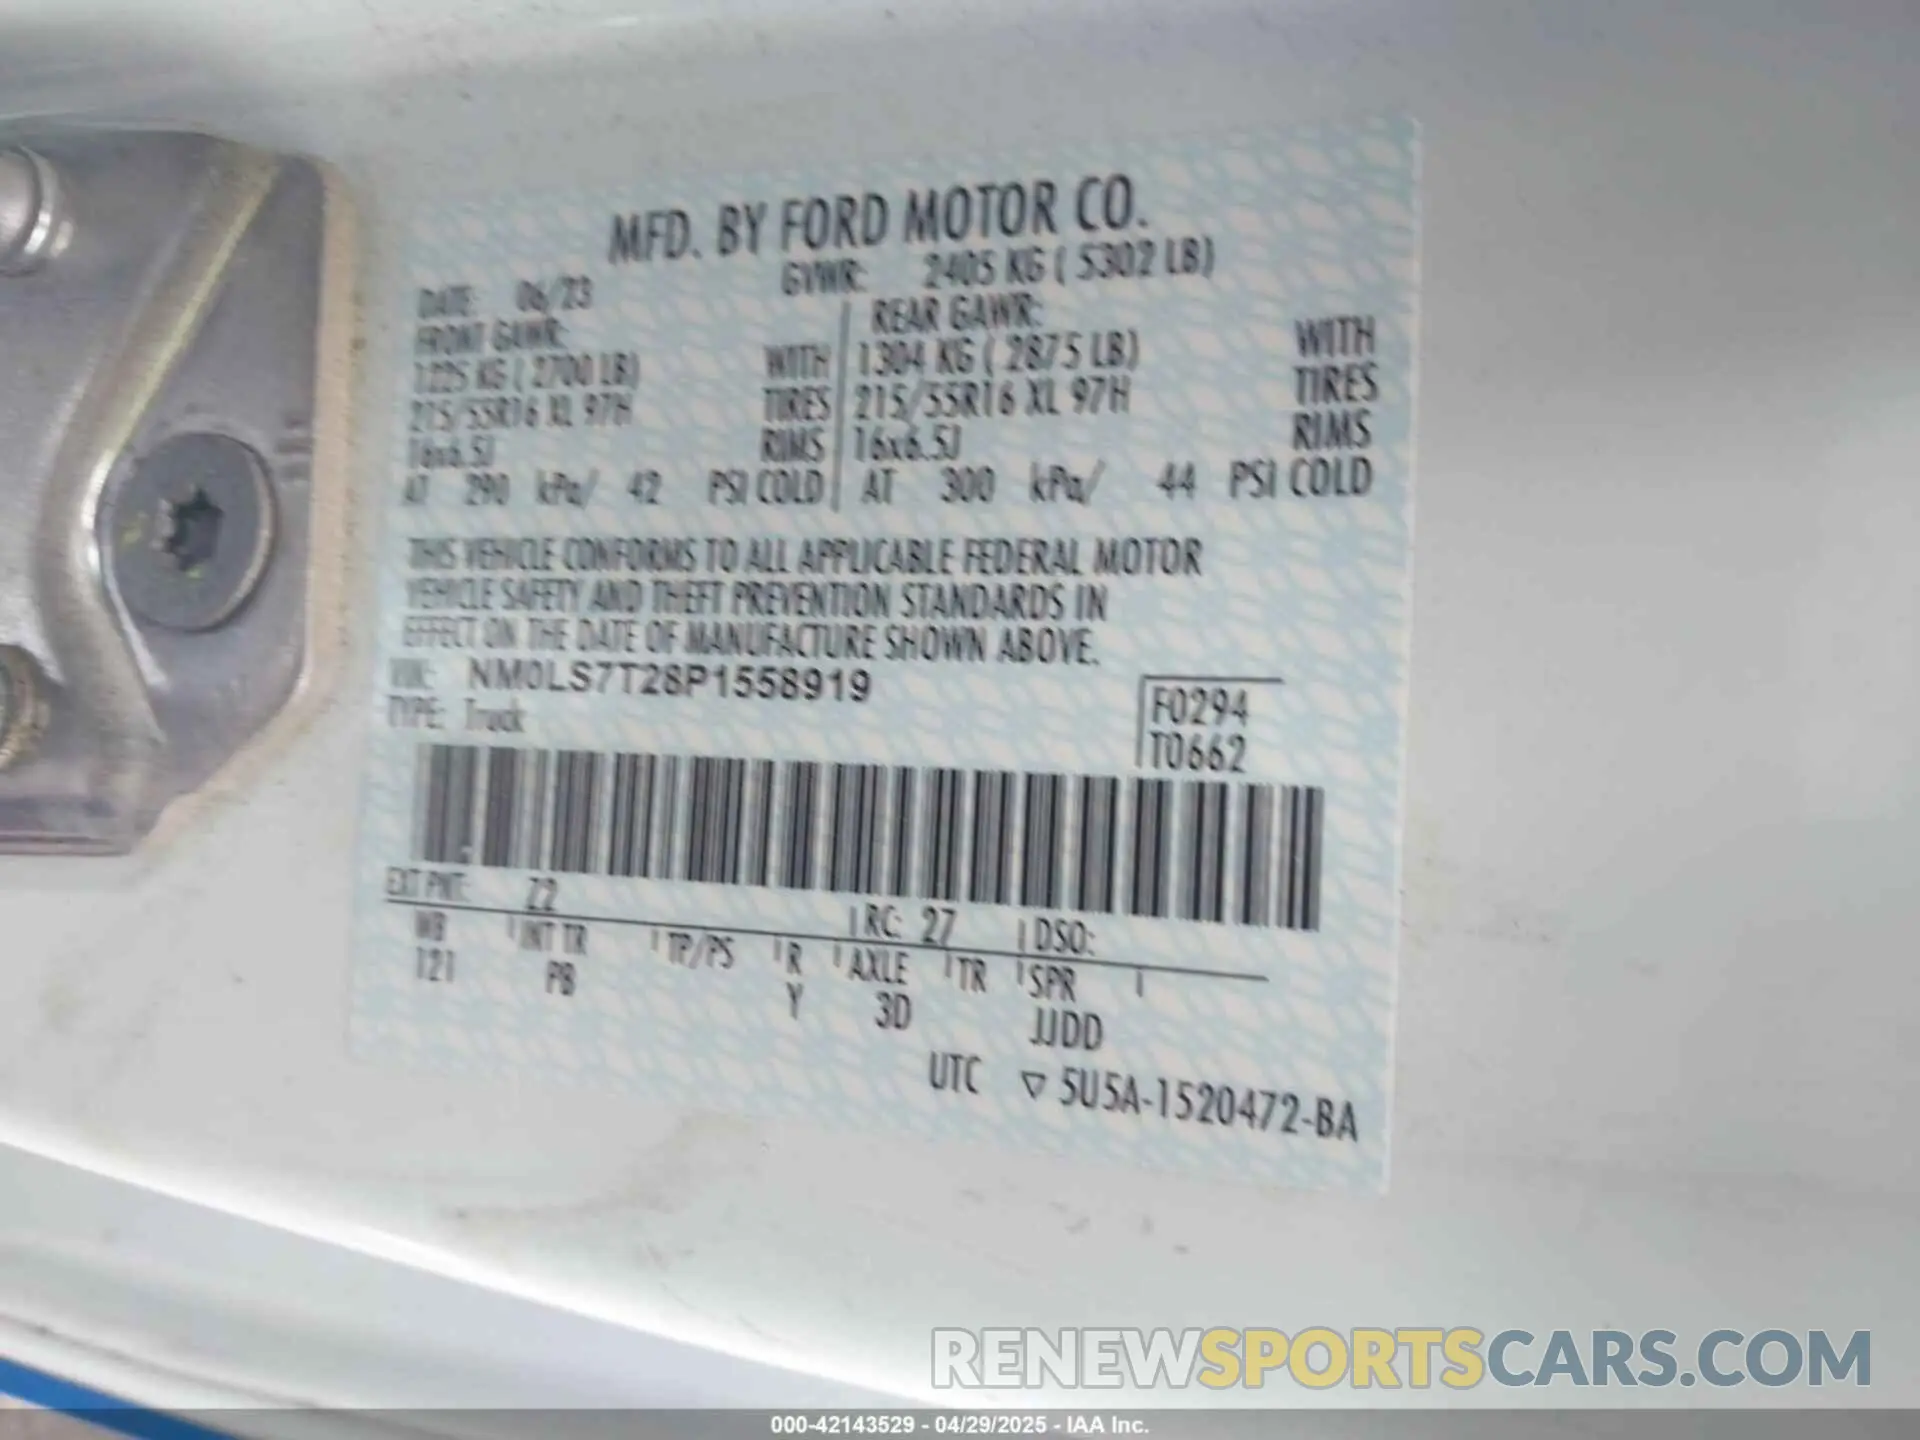 MFD. BY FORD MOTOR CO.
DATE: 06/23 GVWR: 2405 KG ( 5302 LB)
FRONT GAWR: REAR GAWR:
1225 KG ( 2700 LB) WITH 1304 KG ( 2875 LB) WITH
215/55R16 XL 97H TIRES 215/55R16 XL 97H TIRES
16x6.5J RIMS 16x6.5J RIMS
AT 290 kPa/ 42 PSI COLD AT 300 kPa/ 44 PSI COLD
THIS VEHICLE CONFORMS TO ALL APPLICABLE FEDERAL MOTOR
VEHICLE SAFETY AND THEFT PREVENTION STANDARDS IN
EFFECT ON THE DATE OF MANUFACTURE SHOWN ABOVE.
VIN: NM0LS7T28P1558919
TYPE: Truck
F0294
T0662
EXT PNT: Z2 RC: 27 DSO:
WB INT TR TP/PS R AXLE TR SPR
121 PB Y 3D JJDD
UTC ▽ 5U5A-1520472-BA
RENEWSPORTSCARS.COM
000-42143529 - 04/29/2025 - IAA Inc.